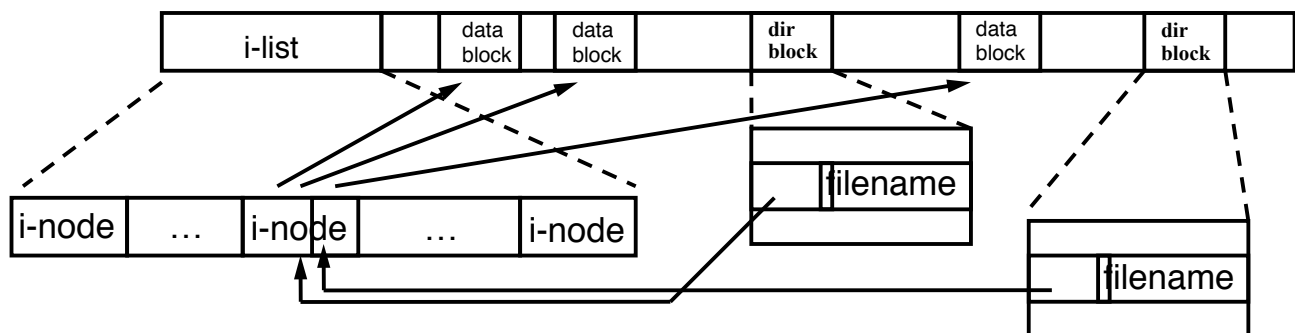 i-list
data
block
data
block
dir
block
data
block
dir
block
filename
i-node
…
i-node
…
i-node
filename